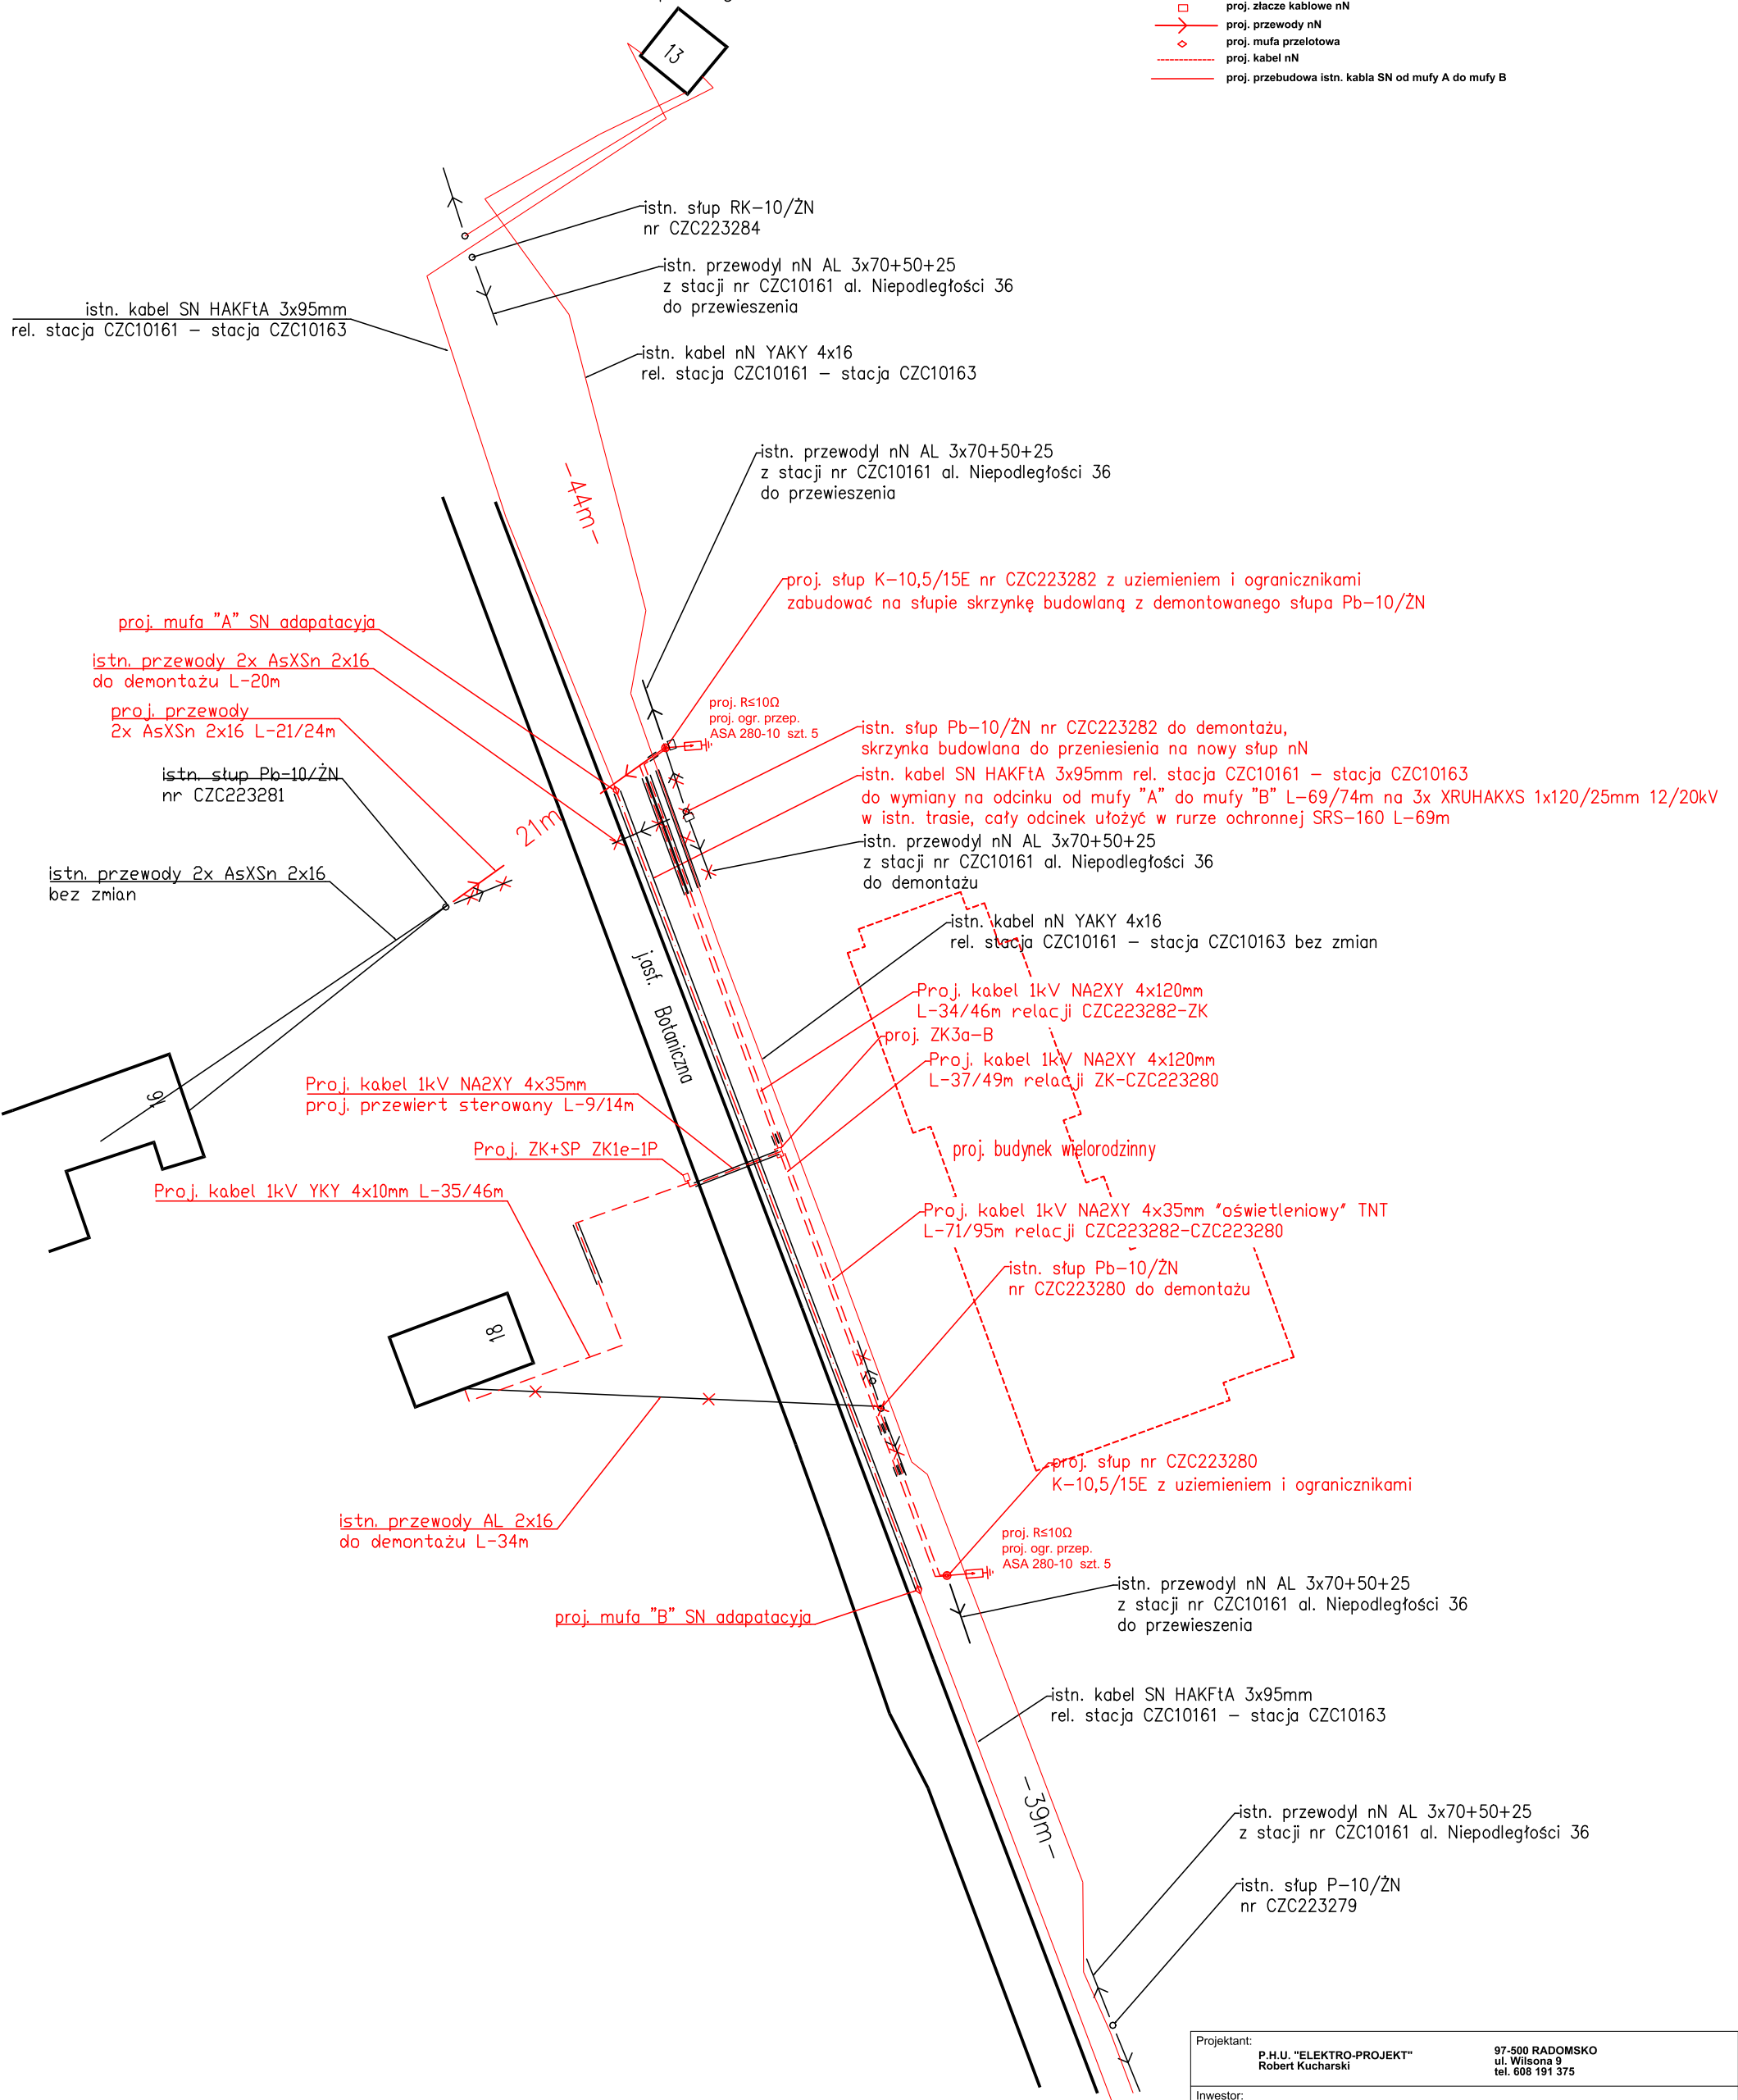 proj. złacze kablowe nN
proj. przewody nN
proj. mufa przelotowa
proj. kabel nN
proj. przebudowa istn. kabla SN od mufy A do mufy B
13
istn. słup RK-10/ŻN
nr CZC223284
istn. przewodyl nN AL 3x70+50+25
z stacji nr CZC10161 al. Niepodległości 36
do przewieszenia
istn. kabel SN HAKFtA 3x95mm
rel. stacja CZC10161 – stacja CZC10163
istn. kabel nN YAKY 4x16
rel. stacja CZC10161 – stacja CZC10163
-44m-
istn. przewodyl nN AL 3x70+50+25
z stacji nr CZC10161 al. Niepodległości 36
do przewieszenia
proj. słup K-10,5/15E nr CZC223282 z uziemieniem i ogranicznikami
zabudować na słupie skrzynkę budowlaną z demontowanego słupa Pb-10/ŻN
proj. mufa "A" SN adapatacyja
istn. przewody 2x AsXSn 2x16
do demontażu L-20m
proj. przewody
2x AsXSn 2x16 L-21/24m
istn. słup Pb-10/ŻN
nr CZC223281
21m
istn. przewody 2x AsXSn 2x16
bez zmian
proj. R≤10Ω
proj. ogr. przep.
ASA 280-10 szt. 5
istn. słup Pb-10/ŻN nr CZC223282 do demontażu,
skrzynka budowlana do przeniesienia na nowy słup nN
istn. kabel SN HAKFtA 3x95mm rel. stacja CZC10161 – stacja CZC10163
do wymiany na odcinku od mufy "A" do mufy "B" L-69/74m na 3x XRUHAKXS 1x120/25mm 12/20kV
w istn. trasie, cały odcinek ułożyć w rurze ochronnej SRS-160 L-69m
istn. przewodyl nN AL 3x70+50+25
z stacji nr CZC10161 al. Niepodległości 36
do demontażu
istn. kabel nN YAKY 4x16
rel. stacja CZC10161 – stacja CZC10163 bez zmian
j.asf. Botaniczna
Proj. kabel 1kV NA2XY 4x120mm
L-34/46m relacji CZC223282-ZK
proj. ZK3a-B
Proj. kabel 1kV NA2XY 4x120mm
L-37/49m relacji ZK-CZC223280
16
Proj. kabel 1kV NA2XY 4x35mm
proj. przewiert sterowany L-9/14m
Proj. ZK+SP ZK1e-1P
Proj. kabel 1kV YKY 4x10mm L-35/46m
proj. budynek wielorodzinny
Proj. kabel 1kV NA2XY 4x35mm "oświetleniowy" TNT
L-71/95m relacji CZC223282-CZC223280
istn. słup Pb-10/ŻN
nr CZC223280 do demontażu
18
proj. słup nr CZC223280
K-10,5/15E z uziemieniem i ogranicznikami
istn. przewody AL 2x16
do demontażu L-34m
proj. R≤10Ω
proj. ogr. przep.
ASA 280-10 szt. 5
istn. przewodyl nN AL 3x70+50+25
z stacji nr CZC10161 al. Niepodległości 36
do przewieszenia
proj. mufa "B" SN adapatacyja
istn. kabel SN HAKFtA 3x95mm
rel. stacja CZC10161 – stacja CZC10163
-39m-
istn. przewodyl nN AL 3x70+50+25
z stacji nr CZC10161 al. Niepodległości 36
istn. słup P-10/ŻN
nr CZC223279
Projektant:
P.H.U. "ELEKTRO-PROJEKT"
Robert Kucharski
97-500 RADOMSKO
ul. Wilsona 9
tel. 608 191 375
Inwestor: